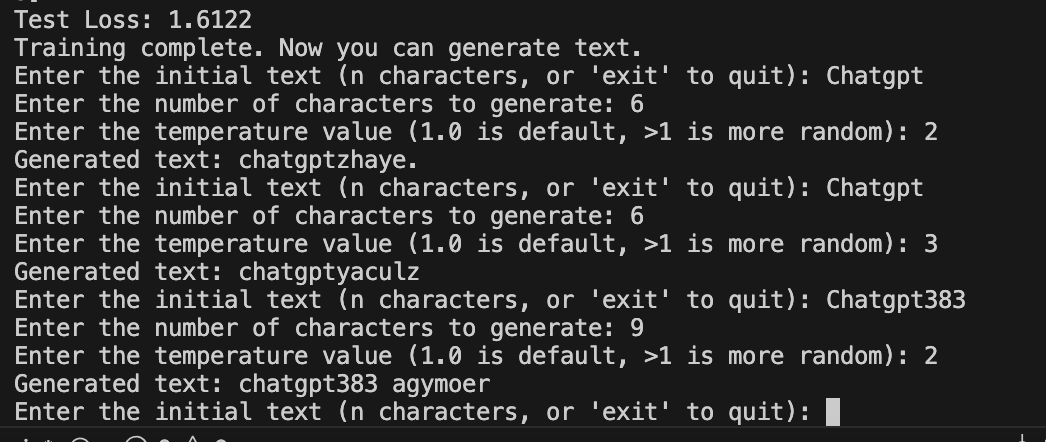 Test Loss: 1.6122
Training complete. Now you can generate text.
Enter the initial text (n characters, or 'exit' to quit): Chatgpt
Enter the number of characters to generate: 6
Enter the temperature value (1.0 is default, >1 is more random): 2
Generated text: chatgptzhaye.
Enter the initial text (n characters, or 'exit' to quit): Chatgpt
Enter the number of characters to generate: 6
Enter the temperature value (1.0 is default, >1 is more random): 3
Generated text: chatgptyaculz
Enter the initial text (n characters, or 'exit' to quit): Chatgpt383
Enter the number of characters to generate: 9
Enter the temperature value (1.0 is default, >1 is more random): 2
Generated text: chatgpt383 agymoer
Enter the initial text (n characters, or 'exit' to quit):